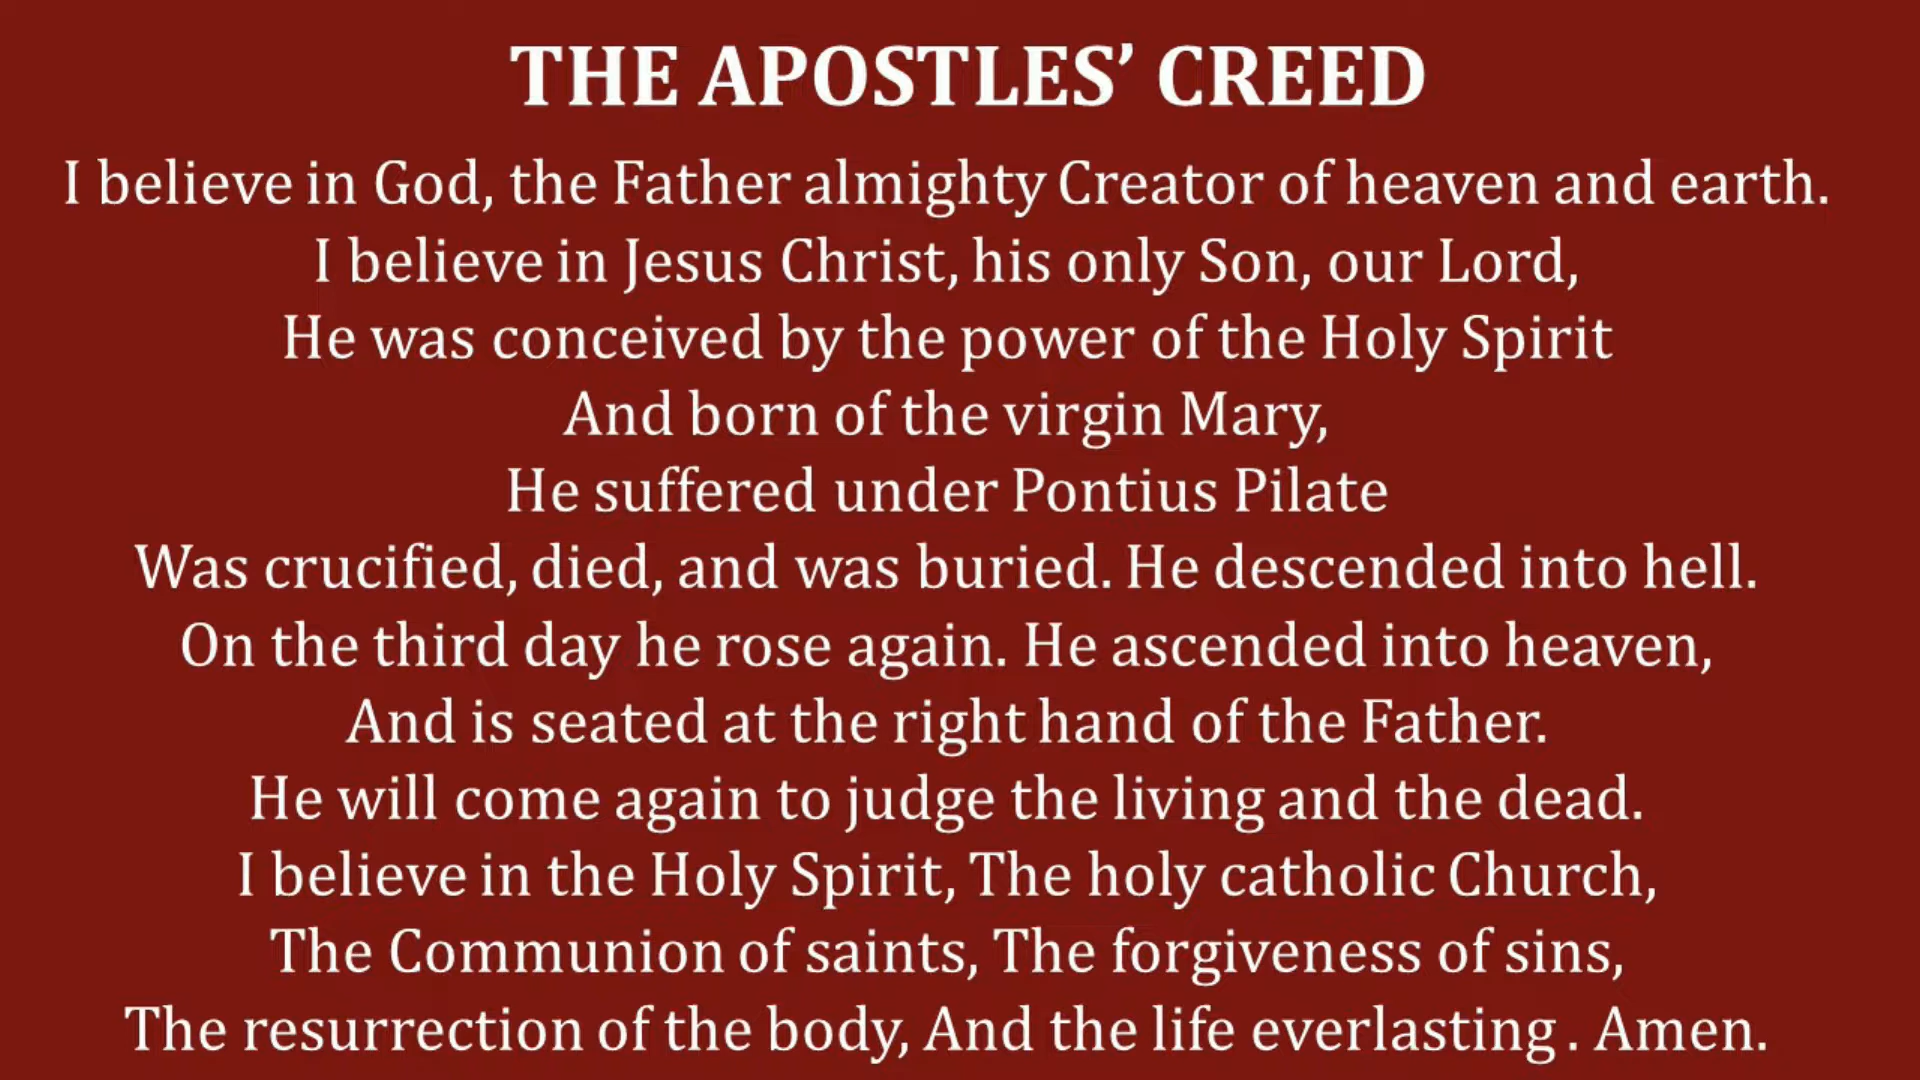 THE APOSTLES’ CREED
I believe in God, the Father almighty Creator of heaven and earth.
I believe in Jesus Christ, his only Son, our Lord,
He was conceived by the power of the Holy Spirit
And born of the virgin Mary,
He suffered under Pontius Pilate
Was crucified, died, and was buried. He descended into hell.
On the third day he rose again. He ascended into heaven,
And is seated at the right hand of the Father.
He will come again to judge the living and the dead.
I believe in the Holy Spirit, The holy catholic Church,
The Communion of saints, The forgiveness of sins,
The resurrection of the body, And the life everlasting . Amen.